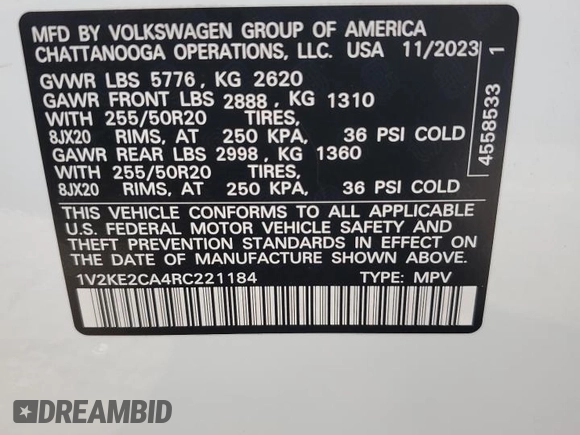 MFD BY VOLKSWAGEN GROUP OF AMERICA
CHATTANOOGA OPERATIONS, LLC. USA 11/2023
GVWR LBS 5776, KG 2620
GAWR FRONT LBS 2888, KG 1310
WITH 255/50R20 TIRES,
8JX20 RIMS, AT 250 KPA, 36 PSI COLD
GAWR REAR LBS 2998, KG 1360
WITH 255/50R20 TIRES,
8JX20 RIMS, AT 250 KPA, 36 PSI COLD
THIS VEHICLE CONFORMS TO ALL APPLICABLE
U.S. FEDERAL MOTOR VEHICLE SAFETY AND
THEFT PREVENTION STANDARDS IN EFFECT ON
THE DATE OF MANUFACTURE SHOWN ABOVE.
1V2KE2CA4RC221184 TYPE: MPV
4558533 1
DREAMBID